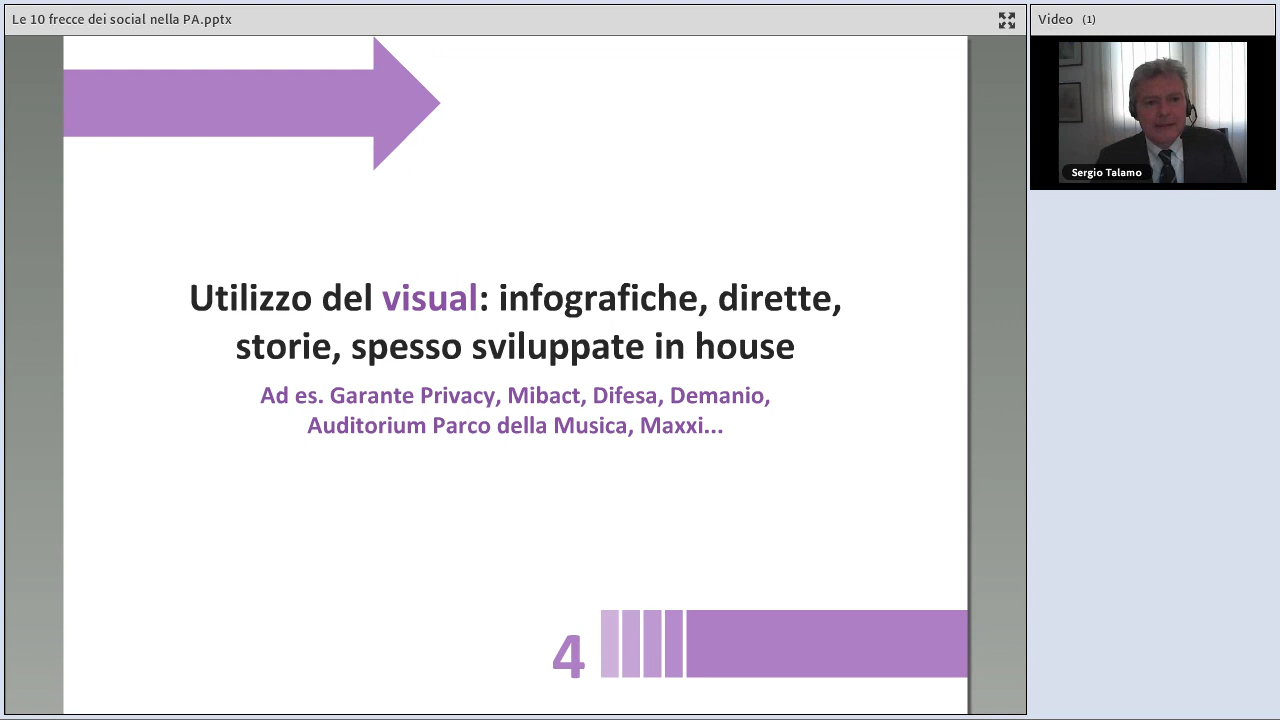 Le 10 frecce dei social nella PA.pptx
Video (1)
Sergio Talamo
Utilizzo del visual: infografiche, dirette,
storie, spesso sviluppate in house
Ad es. Garante Privacy, Mibact, Difesa, Demanio,
Auditorium Parco della Musica, Maxxi...
4